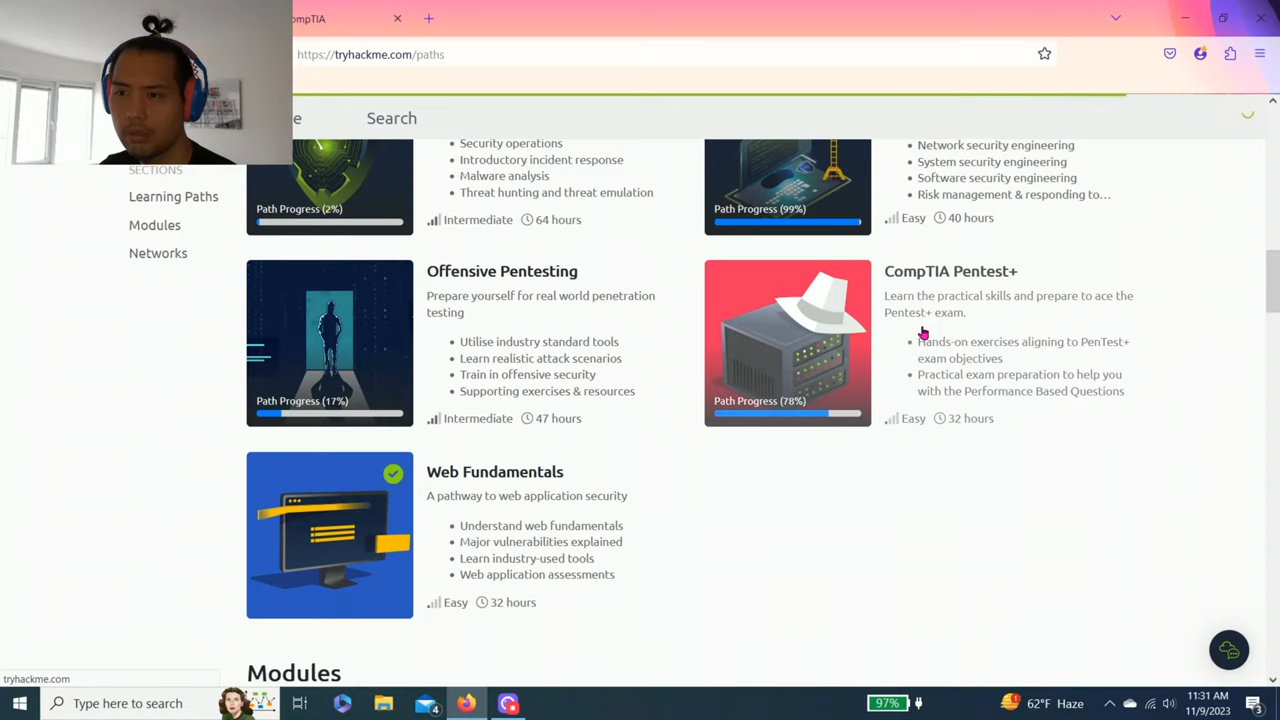 ompTIA
https://tryhackme.com/paths
e
Search
SECTIONS
Learning Paths
Modules
Networks
Security operations
Introductory incident response
Malware analysis
Threat hunting and threat emulation
Path Progress (2%)
Intermediate 64 hours
Network security engineering
System security engineering
Software security engineering
Risk management & responding to...
Path Progress (99%)
Easy 40 hours
Offensive Pentesting
Prepare yourself for real world penetration
testing
Utilise industry standard tools
Learn realistic attack scenarios
Train in offensive security
Supporting exercises & resources
Path Progress (17%)
Intermediate 47 hours
CompTIA Pentest+
Learn the practical skills and prepare to ace the
Pentest+ exam.
Hands-on exercises aligning to PenTest+
exam objectives
Practical exam preparation to help you
with the Performance Based Questions
Path Progress (78%)
Easy 32 hours
Web Fundamentals
A pathway to web application security
Understand web fundamentals
Major vulnerabilities explained
Learn industry-used tools
Web application assessments
Easy 32 hours
Modules
tryhackme.com
Type here to search
4
97%
62°F Haze
11:31 AM
11/9/2023
3